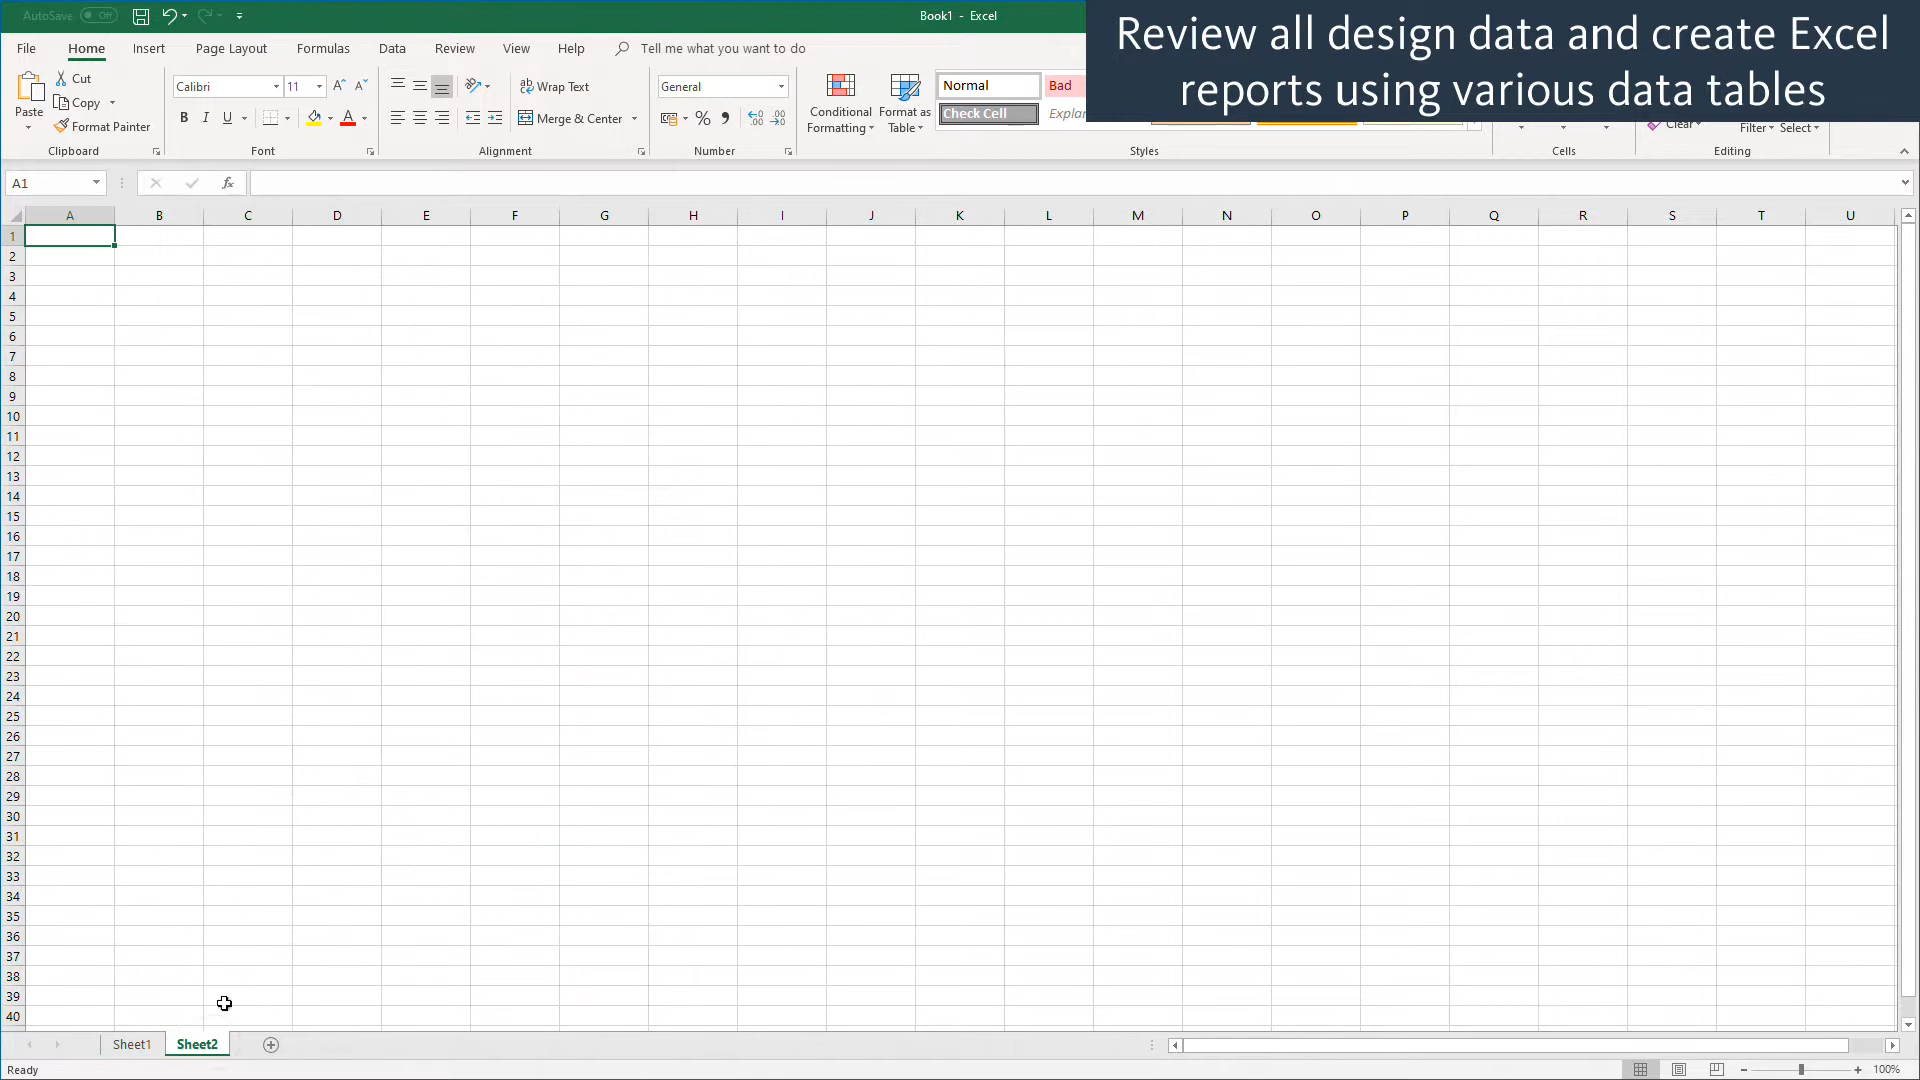 AutoSave Off
Book1 - Excel
Review all design data and create Excel
reports using various data tables
File Home Insert Page Layout Formulas Data Review View Help Tell me what you want to do
Paste
Cut
Copy
Format Painter
Calibri 11
B I U A
Wrap Text
Merge & Center
General
%
Conditional
Formatting
Format as
Table
Normal Bad
Check Cell
Clear
Filter Select
Clipboard Font Alignment Number Styles Cells Editing
A1
fx
A B C D E F G H I J K L M N O P Q R S T U
1
2
3
4
5
6
7
8
9
10
11
12
13
14
15
16
17
18
19
20
21
22
23
24
25
26
27
28
29
30
31
32
33
34
35
36
37
38
39
40
Sheet1 Sheet2
Ready
100%